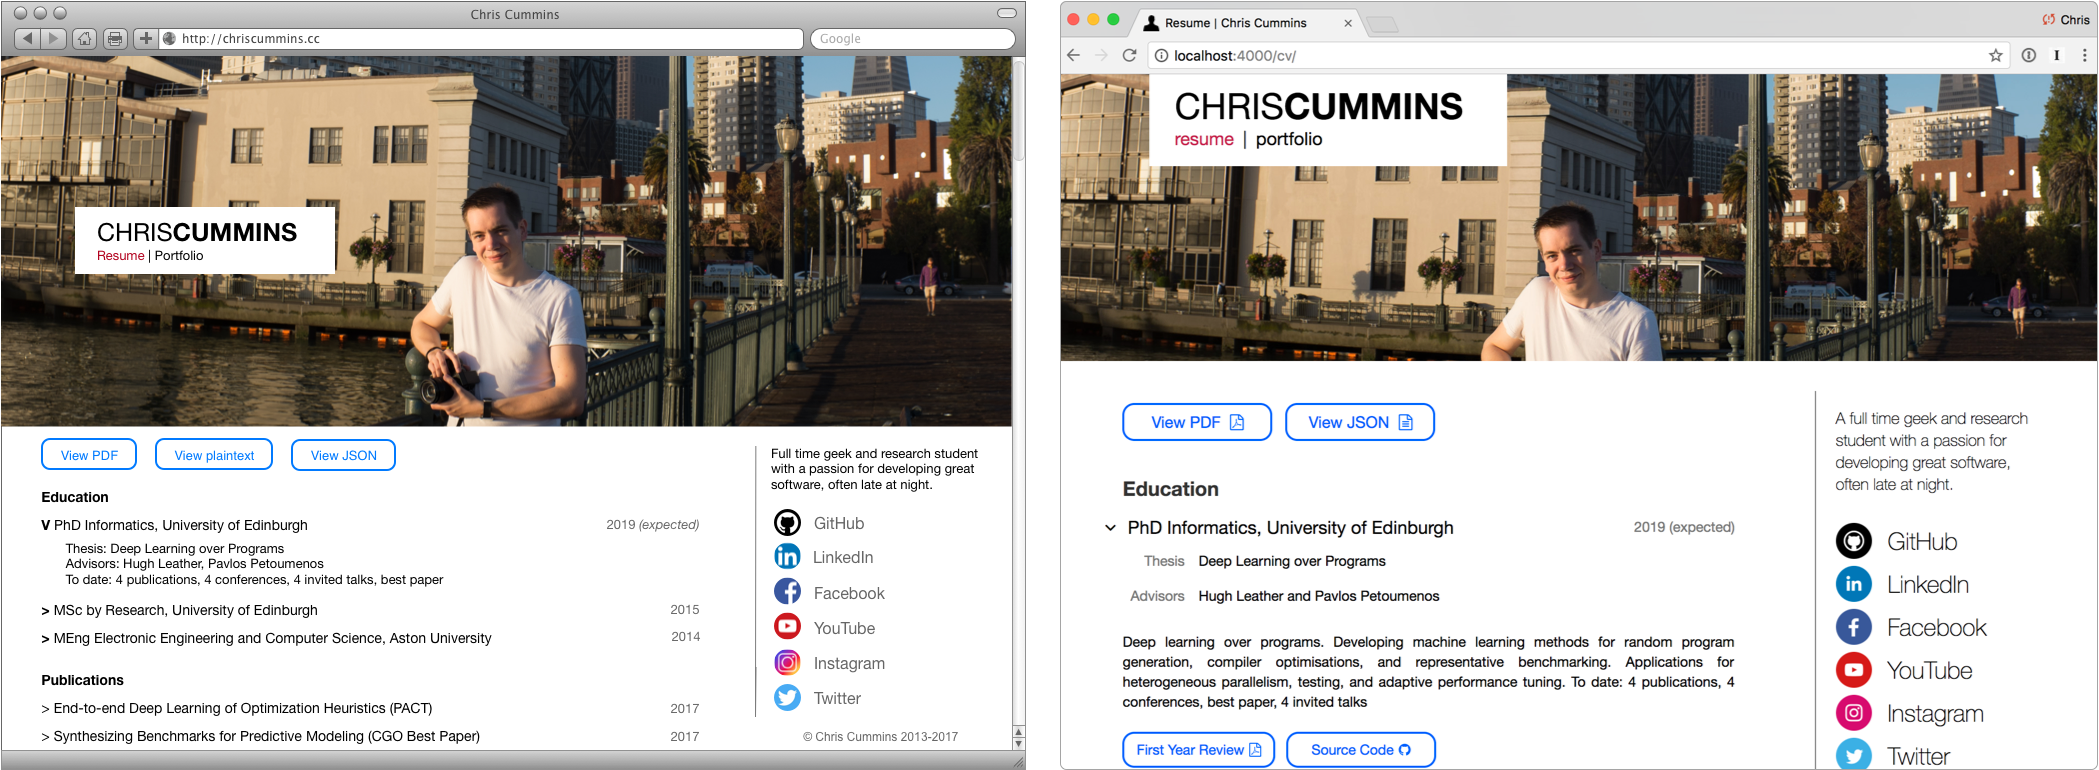 Chris Cummins
http://chriscummins.cc
Google
CHRISCUMMINS
Resume | Portfolio
View PDF
View plaintext
View JSON
Education
V PhD Informatics, University of Edinburgh
2019 (expected)
Thesis: Deep Learning over Programs
Advisors: Hugh Leather, Pavlos Petoumenos
To date: 4 publications, 4 conferences, 4 invited talks, best paper
> MSc by Research, University of Edinburgh
2015
> MEng Electronic Engineering and Computer Science, Aston University
2014
Publications
> End-to-end Deep Learning of Optimization Heuristics (PACT)
2017
> Synthesizing Benchmarks for Predictive Modeling (CGO Best Paper)
2017
Full time geek and research student
with a passion for developing great
software, often late at night.
GitHub
LinkedIn
Facebook
YouTube
Instagram
Twitter
© Chris Cummins 2013-2017
Resume | Chris Cummins
Chris
localhost:4000/cv/
CHRISCUMMINS
resume | portfolio
View PDF
View JSON
Education
PhD Informatics, University of Edinburgh
2019 (expected)
Thesis Deep Learning over Programs
Advisors Hugh Leather and Pavlos Petoumenos
Deep learning over programs. Developing machine learning methods for random program
generation, compiler optimisations, and representative benchmarking. Applications for
heterogeneous parallelism, testing, and adaptive performance tuning. To date: 4 publications, 4
conferences, best paper, 4 invited talks
First Year Review
Source Code
A full time geek and research
student with a passion for
developing great software,
often late at night.
GitHub
LinkedIn
Facebook
YouTube
Instagram
Twitter